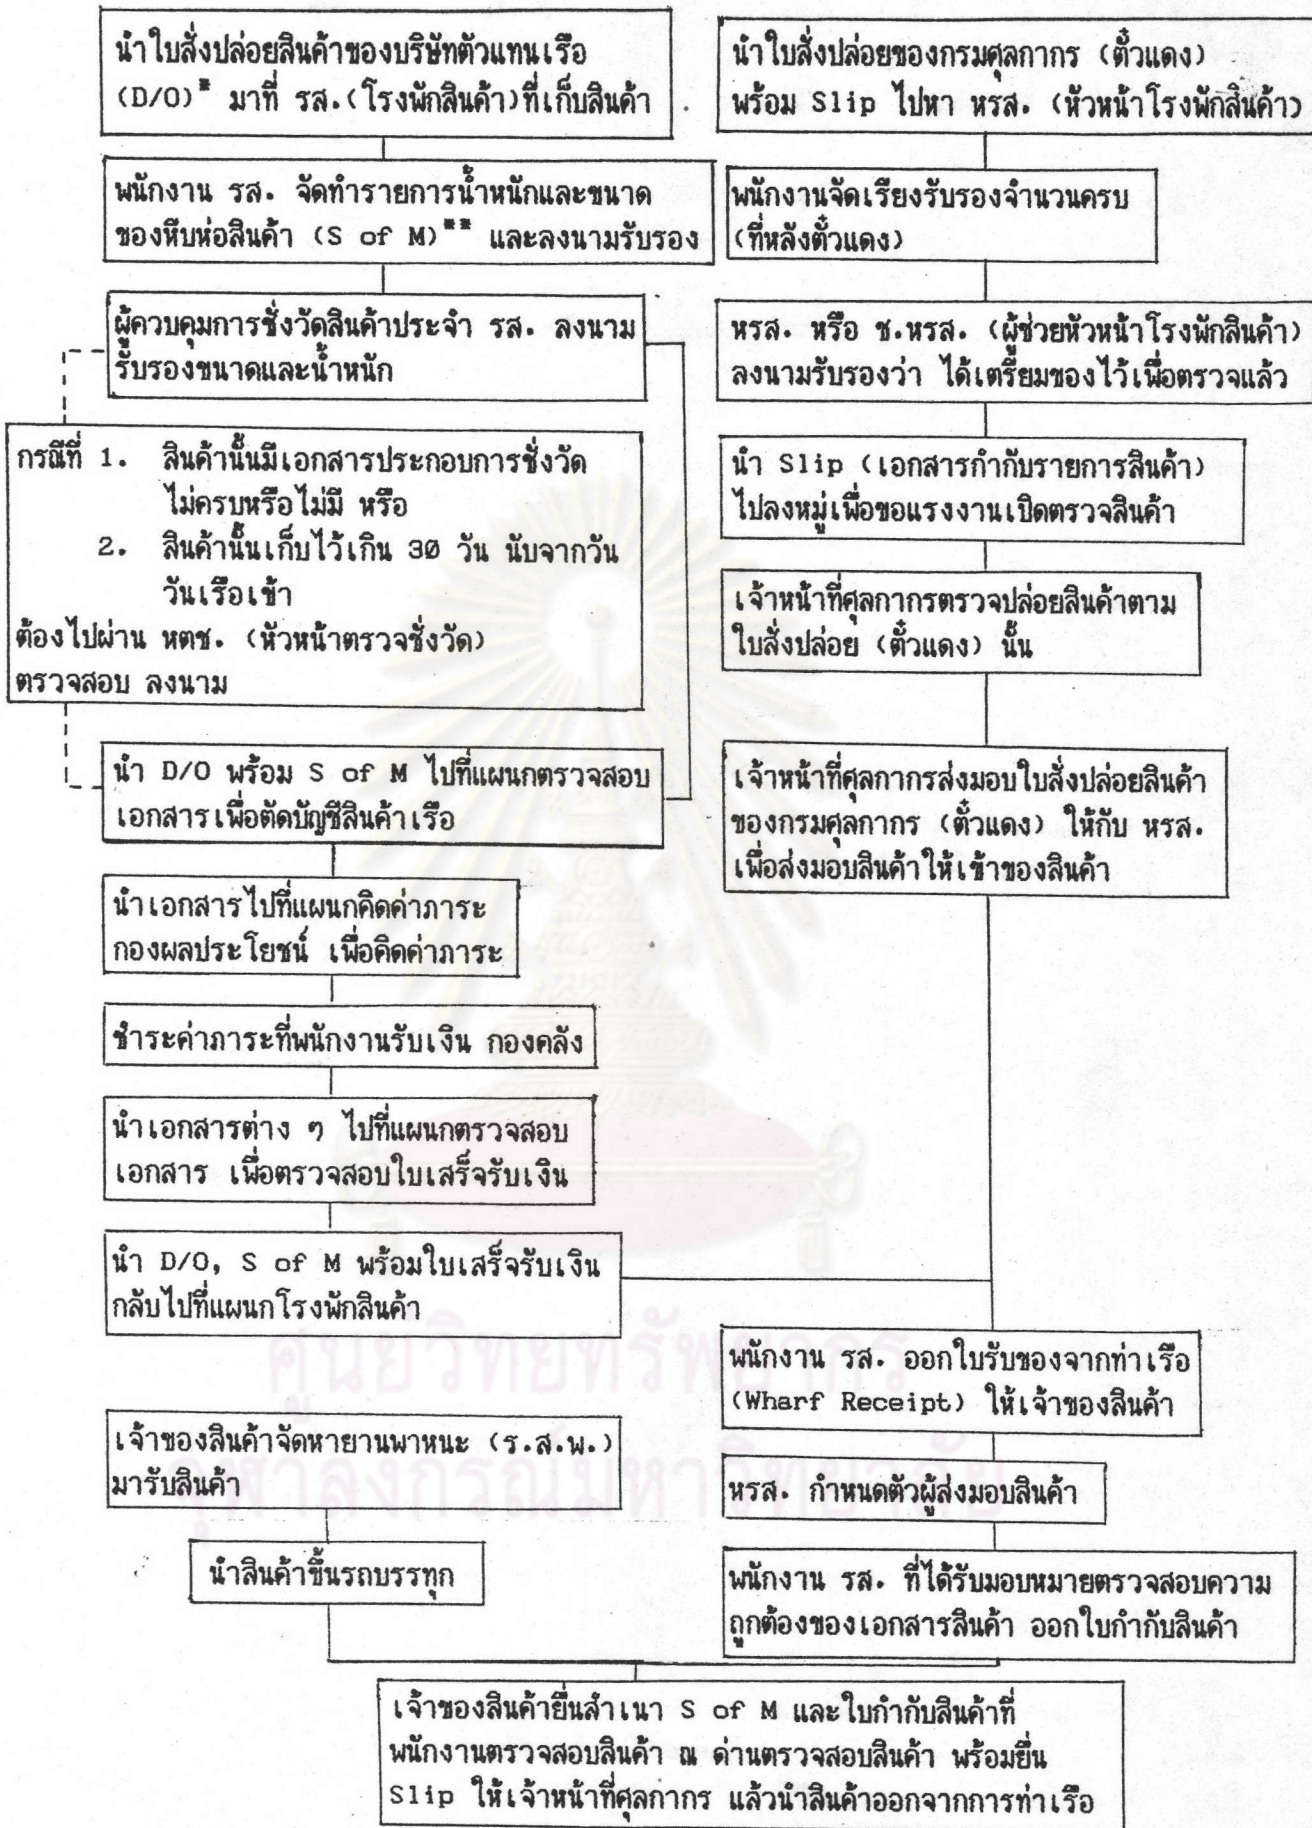 นำใบสั่งปล่อยสินค้าของบริษัทตัวแทนเรือ
(D/O)* มาที่ รส.(โรงพักสินค้า)ที่เก็บสินค้า
พนักงาน รส. จัดทำรายการน้ำหนักและขนาด
ของหีบห่อสินค้า (S of M)** และลงนามรับรอง
ผู้ควบคุมการชั่งวัดสินค้าประจำ รส. ลงนาม
รับรองขนาดและน้ำหนัก
กรณีที่ 1. สินค้านั้นมีเอกสารประกอบการชั่งวัด
ไม่ครบหรือไม่มี หรือ
2. สินค้านั้นเก็บไว้เกิน 30 วัน นับจากวัน
วันเรือเข้า
ต้องไปผ่าน หตช. (หัวหน้าตรวจชั่งวัด)
ตรวจสอบ ลงนาม
นำ D/O พร้อม S of M ไปที่แผนกตรวจสอบ
เอกสารเพื่อตัดบัญชีสินค้าเรือ
นำเอกสารไปที่แผนกคิดค่าภาระ
กองผลประโยชน์ เพื่อคิดค่าภาระ
ชำระค่าภาระที่พนักงานรับเงิน กองคลัง
นำเอกสารต่าง ๆ ไปที่แผนกตรวจสอบ
เอกสาร เพื่อตรวจสอบใบเสร็จรับเงิน
นำ D/O, S of M พร้อมใบเสร็จรับเงิน
กลับไปที่แผนกโรงพักสินค้า
เจ้าของสินค้าจัดหายานพาหนะ (ร.ส.พ.)
มารับสินค้า
นำสินค้าขึ้นรถบรรทุก
นำใบสั่งปล่อยของกรมศุลกากร (ตั๋วแดง)
พร้อม Slip ไปหา หรส. (หัวหน้าโรงพักสินค้า)
พนักงานจัดเรียงรับรองจำนวนครบ
(ที่หลังตั๋วแดง)
หรส. หรือ ช.หรส. (ผู้ช่วยหัวหน้าโรงพักสินค้า)
ลงนามรับรองว่า ได้เตรียมของไว้เพื่อตรวจแล้ว
นำ Slip (เอกสารกำกับรายการสินค้า)
ไปลงหมู่เพื่อขอแรงงานเปิดตรวจสินค้า
เจ้าหน้าที่ศุลกากรตรวจปล่อยสินค้าตาม
ใบสั่งปล่อย (ตั๋วแดง) นั้น
เจ้าหน้าที่ศุลกากรส่งมอบใบสั่งปล่อยสินค้า
ของกรมศุลกากร (ตั๋วแดง) ให้กับ หรส.
เพื่อส่งมอบสินค้าให้เข้าของสินค้า
พนักงาน รส. ออกใบรับของจากท่าเรือ
(Wharf Receipt) ให้เจ้าของสินค้า
หรส. กำหนดตัวผู้ส่งมอบสินค้า
พนักงาน รส. ที่ได้รับมอบหมายตรวจสอบความ
ถูกต้องของเอกสารสินค้า ออกใบกำกับสินค้า
เจ้าของสินค้ายื่นสำเนา S of M และใบกำกับสินค้าที่
พนักงานตรวจสอบสินค้า ณ ด่านตรวจสอบสินค้า พร้อมยื่น
Slip ให้เจ้าหน้าที่ศุลกากร แล้วนำสินค้าออกจากการท่าเรือ
ศูนย์วิทยทรัพยากร
จุฬาลงกรณ์มหาวิทยาลัย